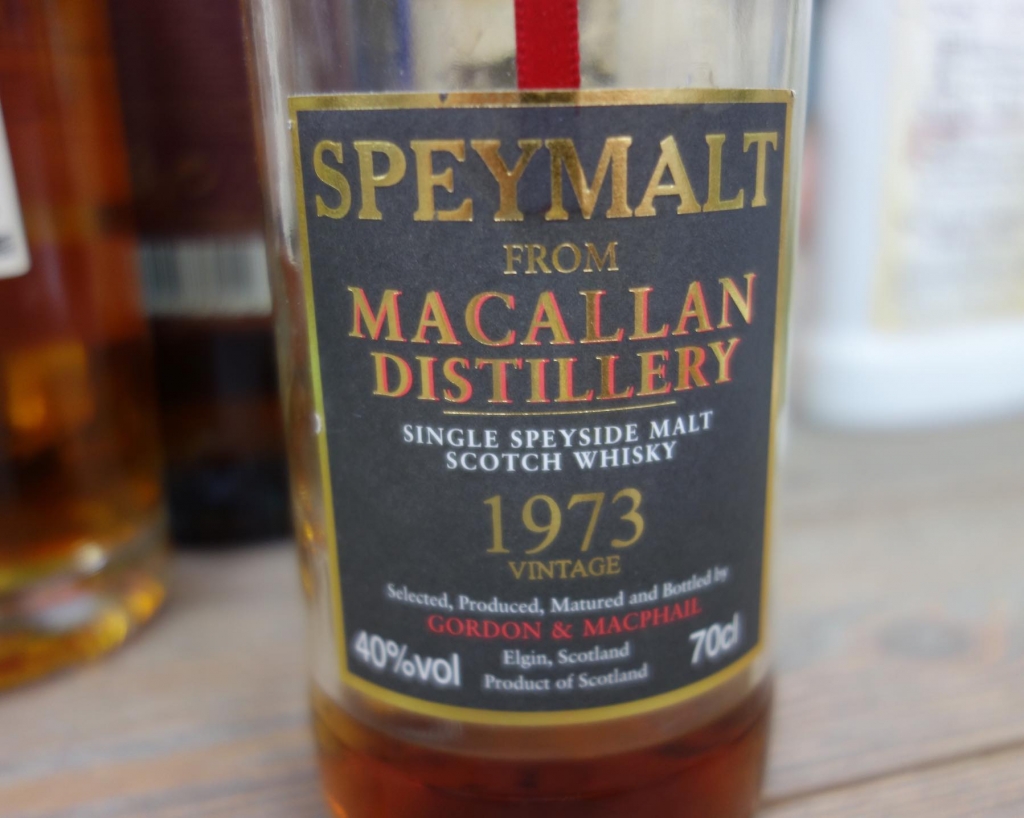 SPEYMALT
FROM
MACALLAN
DISTILLERY
SINGLE SPEYSIDE MALT
SCOTCH WHISKY
1973
VINTAGE
Selected, Produced, Matured and Bottled by
GORDON & MACPHAIL
40%vol
Elgin, Scotland
70cl
Product of Scotland